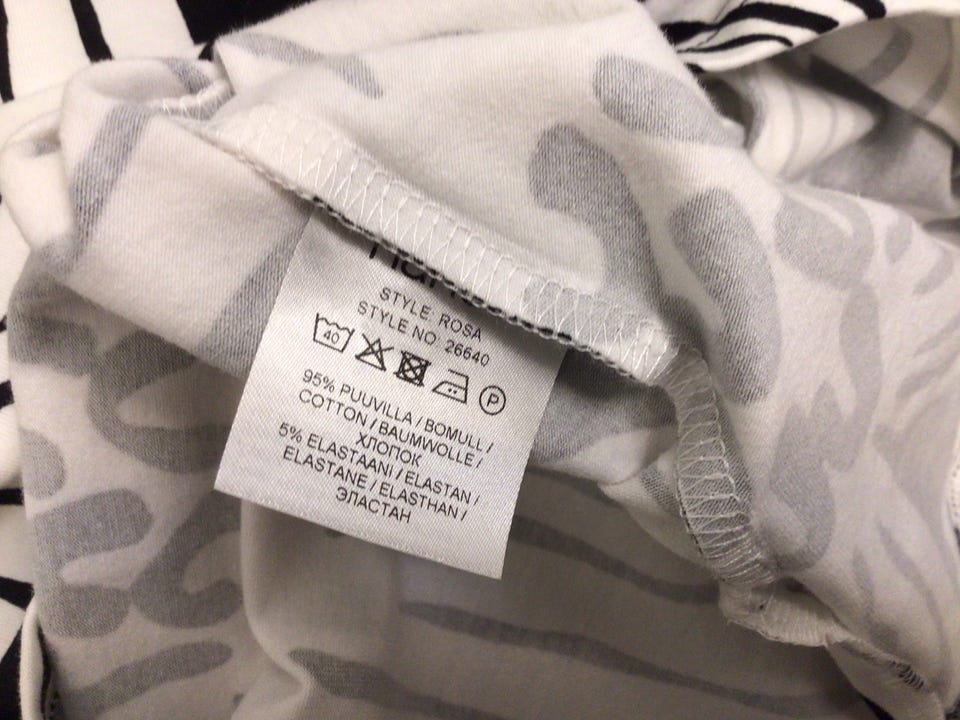 STYLE: ROSA
STYLE NO: 26640
40 P
95% PUUVILLA / BOMULL /
COTTON / BAUMWOLLE /
ХЛОПОК
5% ELASTAANI / ELASTAN /
ELASTANE / ELASTHAN /
ЭЛАСТАН